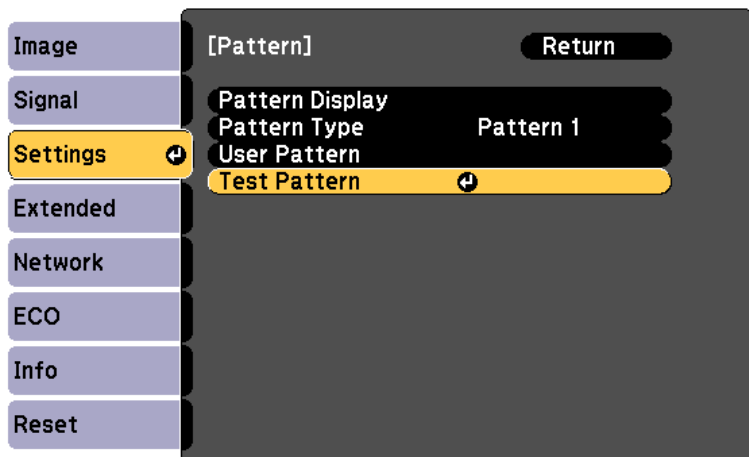 Image
Signal
Settings
Extended
Network
ECO
Info
Reset
[Pattern] Return
Pattern Display
Pattern Type Pattern 1
User Pattern
Test Pattern